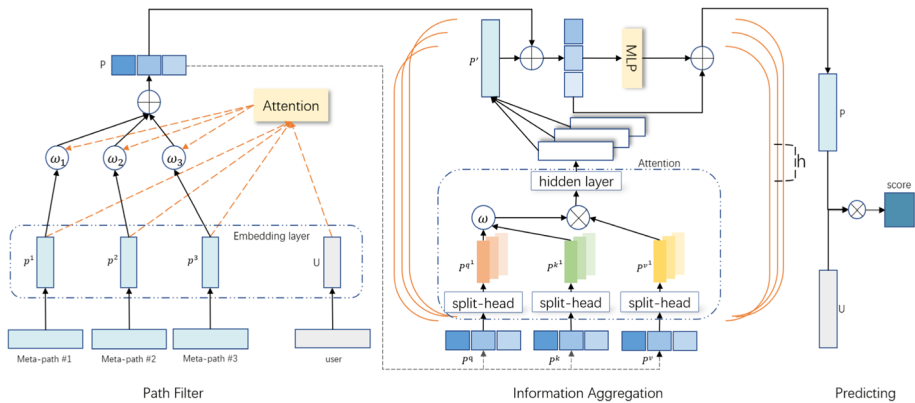 P
Attention
ω1
ω2
ω3
Embedding layer
p1
p2
p3
U
Meta-path #1
Meta-path #2
Meta-path #3
user
Path Filter
P'
MLP
Attention
hidden layer
ω
Pq1
Pk1
Pv1
split-head
split-head
split-head
Pq
Pk
Pv
h
Information Aggregation
P
score
U
Predicting